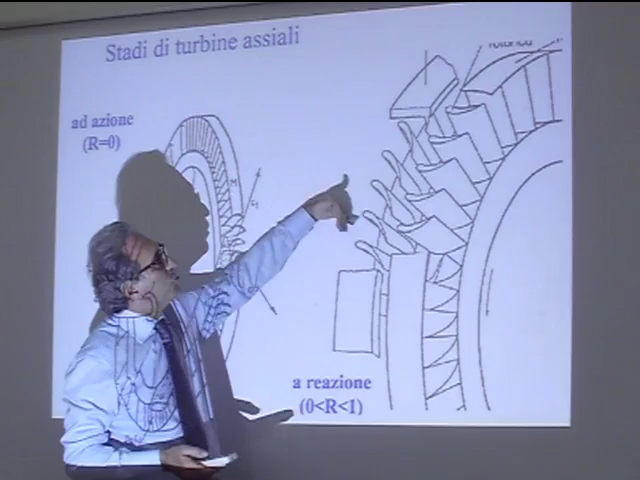 Stadi di turbine assiali
ad azione
(R=0)
a reazione
(0<R<1)